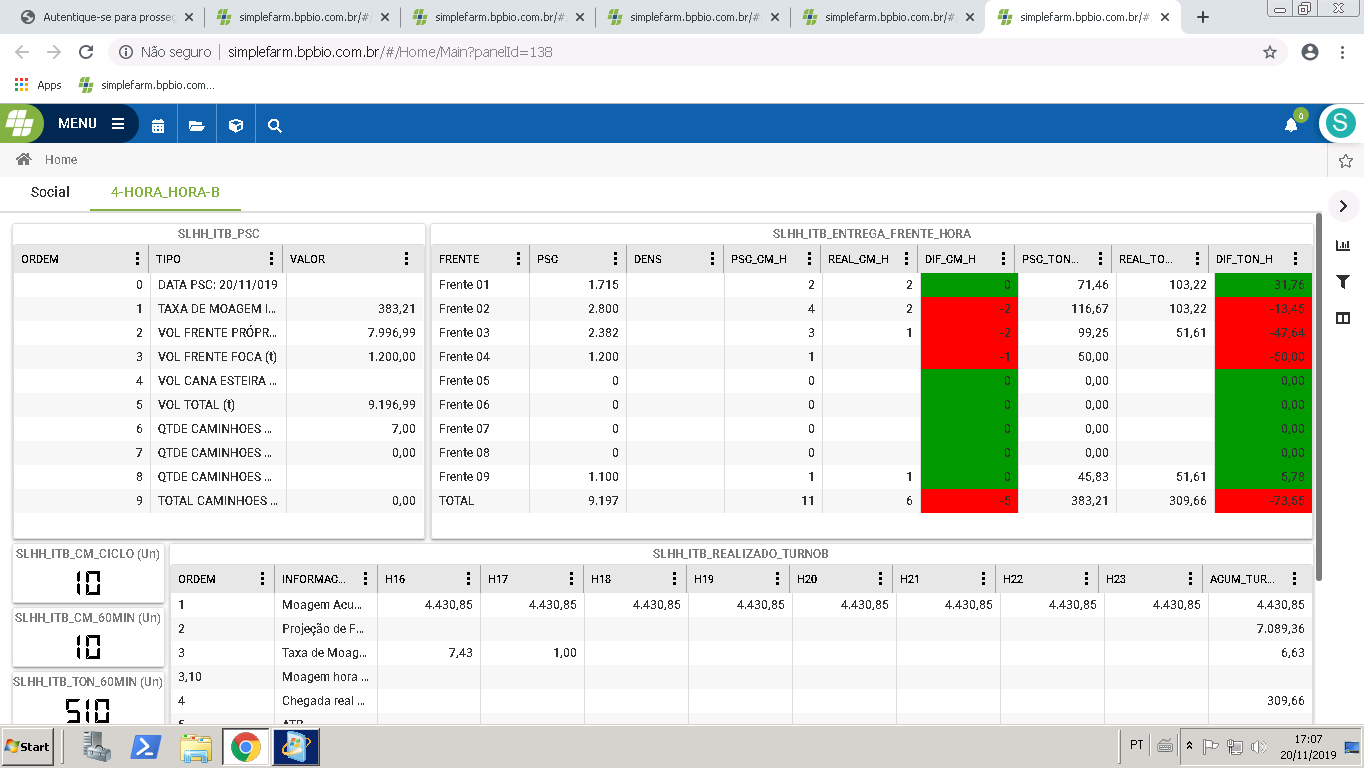 Autentique-se para prosseg
simplefarm.bpbio.com.br/#/
simplefarm.bpbio.com.br/#
simplefarm.bpbio.com.br/#
simplefarm.bpbio.com.br/#
simplefarm.bpbio.com.br/#
Não seguro | simplefarm.bpbio.com.br/#/Home/Main?panelId=138
Apps simplefarm.bpbio.com....
MENU
0
S
Home
Social 4-HORA_HORA-B
SLHH_ITB_PSC
ORDEM TIPO VALOR
0 DATA PSC: 20/11/019
1 TAXA DE MOAGEM I... 383,21
2 VOL FRENTE PRÓPR... 7.996,99
3 VOL FRENTE FOCA (t) 1.200,00
4 VOL CANA ESTEIRA ...
5 VOL TOTAL (t) 9.196,99
6 QTDE CAMINHOES ... 7,00
7 QTDE CAMINHOES ... 0,00
8 QTDE CAMINHOES ...
9 TOTAL CAMINHOES ... 0,00
SLHH_ITB_ENTREGA_FRENTE_HORA
FRENTE PSC DENS PSC_CM_H REAL_CM_H DIF_CM_H PSC_TON... REAL_TO... DIF_TON_H
Frente 01 1.715 2 2 0 71,46 103,22 31,76
Frente 02 2.800 4 2 -2 116,67 103,22 -13,45
Frente 03 2.382 3 1 -2 99,25 51,61 -47,64
Frente 04 1.200 1 -1 50,00 -50,00
Frente 05 0 0 0 0,00 0,00
Frente 06 0 0 0 0,00 0,00
Frente 07 0 0 0 0,00 0,00
Frente 08 0 0 0 0,00 0,00
Frente 09 1.100 1 1 0 45,83 51,61 5,78
TOTAL 9.197 11 6 -5 383,21 309,66 -73,55
SLHH_ITB_CM_CICLO (Un)
10
SLHH_ITB_CM_60MIN (Un)
10
SLHH_ITB_TON_60MIN (Un)
510
SLHH_ITB_REALIZADO_TURNOB
ORDEM INFORMAC... H16 H17 H18 H19 H20 H21 H22 H23 ACUM_TUR...
1 Moagem Acu... 4.430,85 4.430,85 4.430,85 4.430,85 4.430,85 4.430,85 4.430,85 4.430,85 4.430,85
2 Projeção de F... 7.089,36
3 Taxa de Moag... 7,43 1,00 6,63
3,10 Moagem hora ...
4 Chegada real ... 309,66
Start
PT
17:07
20/11/2019